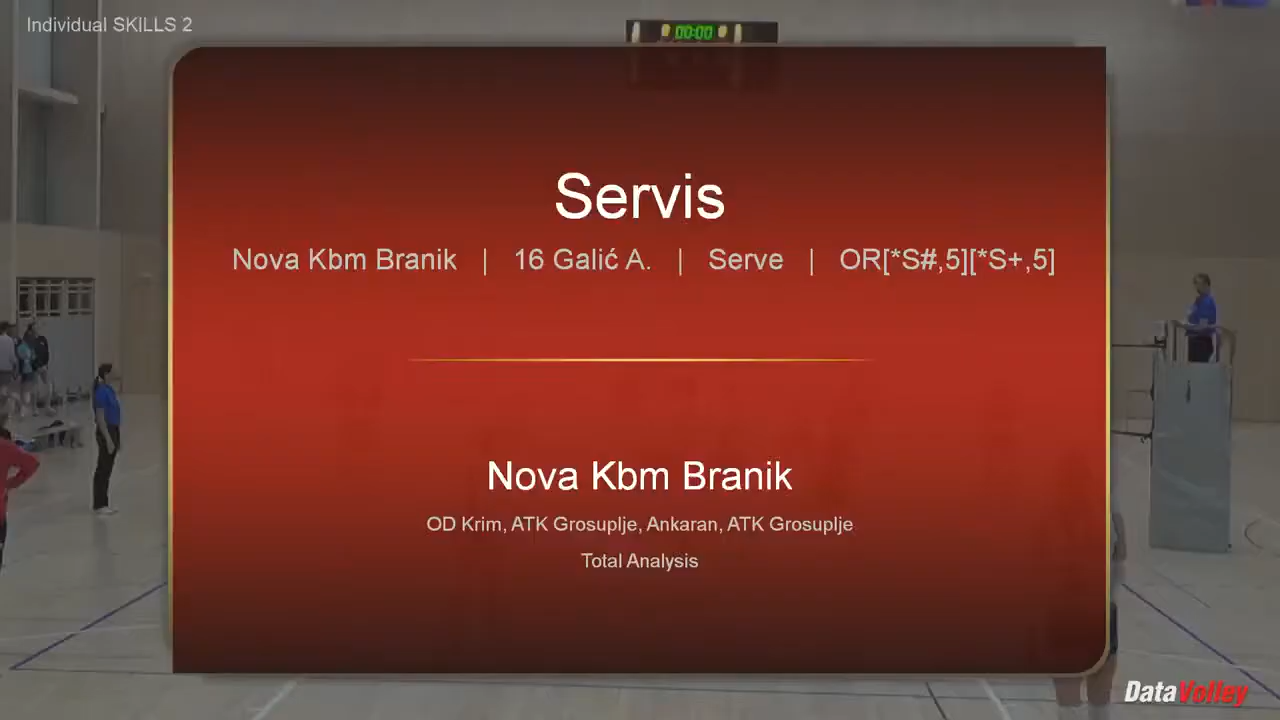 Individual SKILLS 2
00:00
Servis
Nova Kbm Branik | 16 Galić A. | Serve | OR[*S#,5][*S+,5]
Nova Kbm Branik
OD Krim, ATK Grosuplje, Ankaran, ATK Grosuplje
Total Analysis
DataVolley